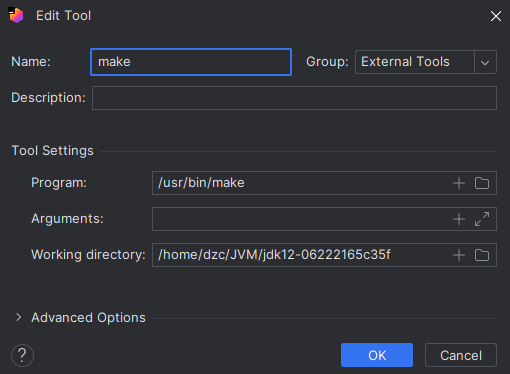 Edit Tool
Name: make Group: External Tools
Description:
Tool Settings
Program: /usr/bin/make
Arguments:
Working directory: /home/dzc/JVM/jdk12-06222165c35f
Advanced Options
? OK Cancel